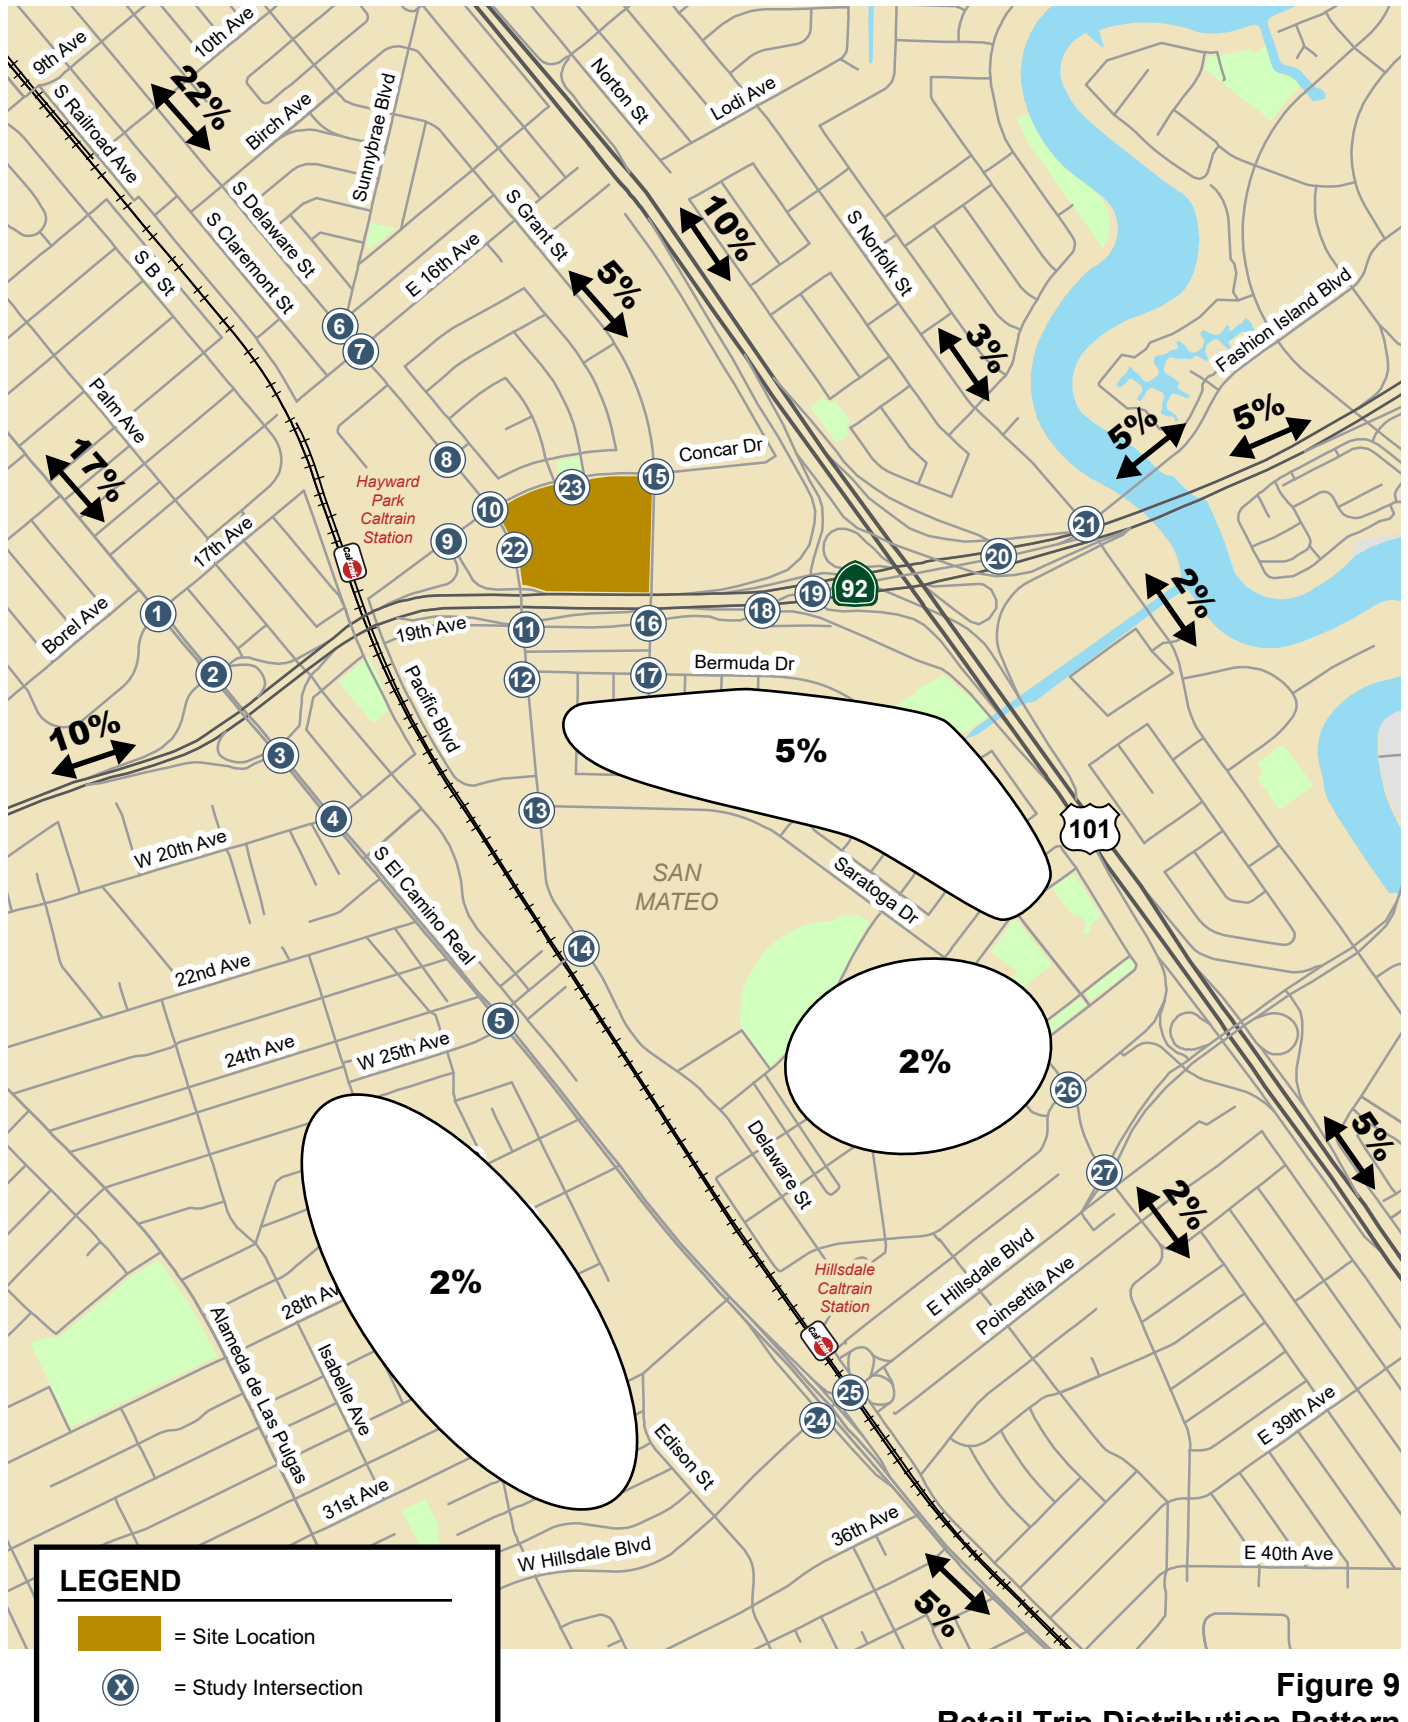 9th Ave
10th Ave
22%
S Railroad Ave
Birch Ave
Sunnybrae Blvd
Norton St
Lodi Ave
S Delaware St
S Claremont St
S B St
E 16th Ave
S Grant St
5%
10%
S Norfolk St
3%
Fashion Island Blvd
5%
5%
6
7
Palm Ave
17%
Hayward
Park
Caltrain
Station
8
Concar Dr
15
23
10
9
22
17th Ave
Caltrain
21
20
92
19
18
2%
Borel Ave
1
19th Ave
11
16
2
12
17
Bermuda Dr
Pacific Blvd
10%
3
5%
4
13
101
W 20th Ave
S El Camino Real
SAN
MATEO
Saratoga Dr
22nd Ave
14
5
24th Ave
W 25th Ave
2%
26
Delaware St
27
5%
2%
2%
Hillsdale
Caltrain
Station
E Hillsdale Blvd
Poinsettia Ave
28th Av
Caltrain
Isabelle Ave
Alameda de Las Pulgas
25
24
E 39th Ave
Edison St
31st Ave
36th Ave
W Hillsdale Blvd
E 40th Ave
5%
LEGEND
= Site Location
X
= Study Intersection
Figure 9
Retail Trip Distribution Pattern